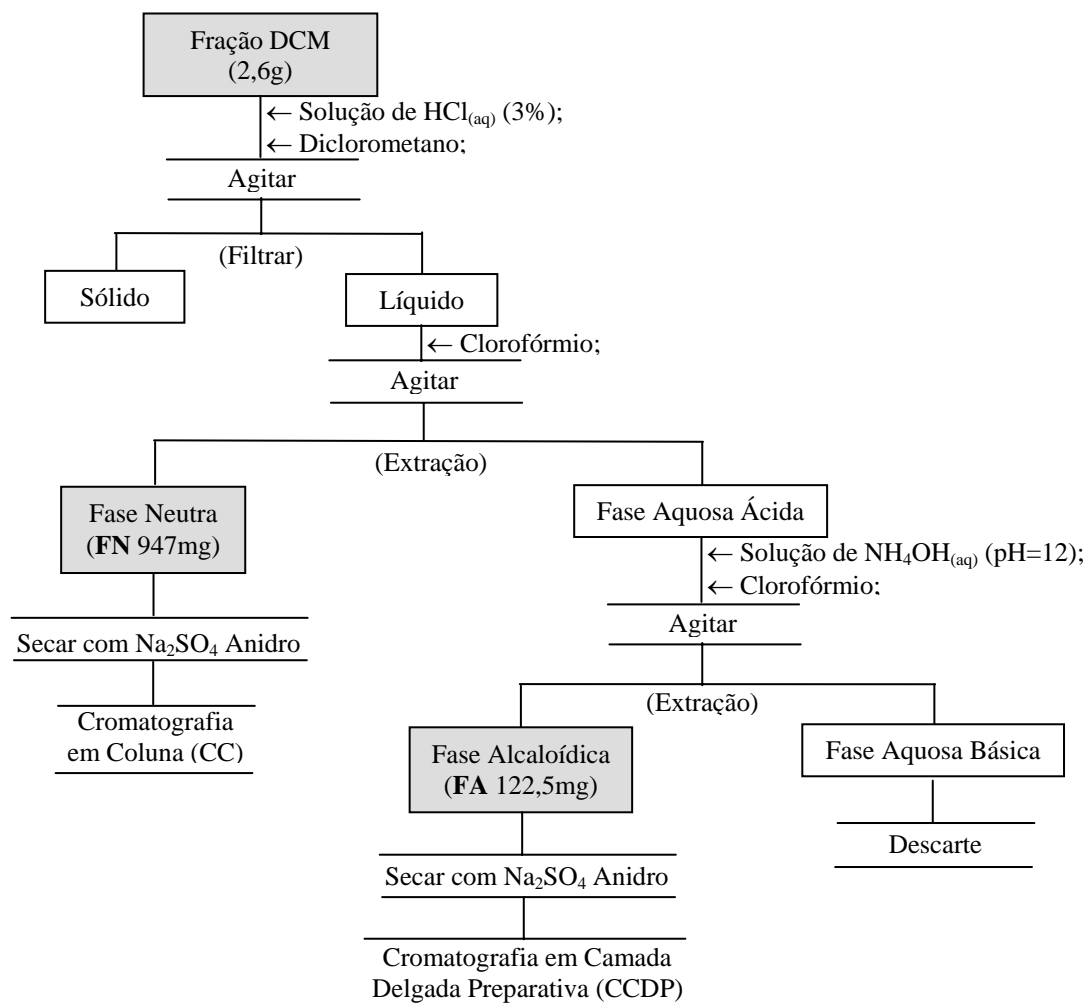 Fração DCM
(2,6g)
← Solução de HCl(aq) (3%);
← Diclorometano;
Agitar
(Filtrar)
Sólido
Líquido
← Clorofórmio;
Agitar
(Extração)
Fase Neutra
(FN 947mg)
Fase Aquosa Ácida
← Solução de NH₄OH(aq) (pH=12);
← Clorofórmio;
Agitar
Secar com Na₂SO₄ Anidro
(Extração)
Cromatografia
em Coluna (CC)
Fase Alcaloídica
(FA 122,5mg)
Fase Aquosa Básica
Descarte
Secar com Na₂SO₄ Anidro
Cromatografia em Camada
Delgada Preparativa (CCDP)